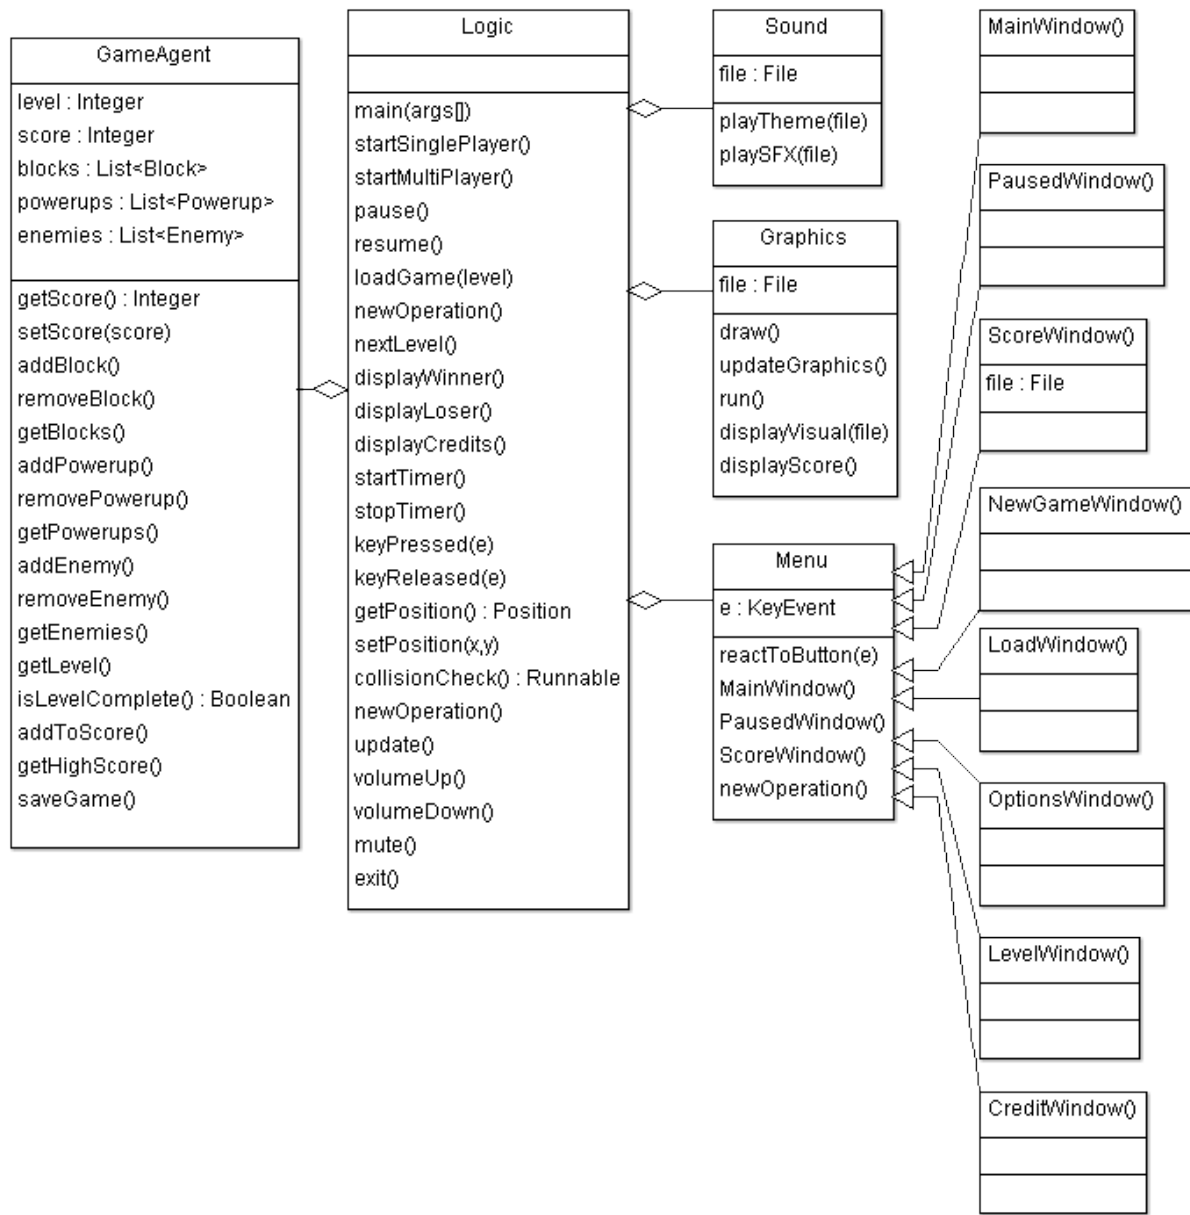 GameAgent
level : Integer
score : Integer
blocks : List<Block>
powerups : List<Powerup>
enemies : List<Enemy>
getScore() : Integer
setScore(score)
addBlock()
removeBlock()
getBlocks()
addPowerup()
removePowerup()
getPowerups()
addEnemy()
removeEnemy()
getEnemies()
getLevel()
isLevelComplete() : Boolean
addToScore()
getHighScore()
saveGame()
Logic
main(args[])
startSinglePlayer()
startMultiPlayer()
pause()
resume()
loadGame(level)
newOperation()
nextLevel()
displayWinner()
displayLoser()
displayCredits()
startTimer()
stopTimer()
keyPressed(e)
keyReleased(e)
getPosition() : Position
setPosition(x,y)
collisionCheck() : Runnable
newOperation()
update()
volumeUp()
volumeDown()
mute()
exit()
Sound
file : File
playTheme(file)
playSFX(file)
Graphics
file : File
draw()
updateGraphics()
run()
displayVisual(file)
displayScore()
Menu
e : KeyEvent
reactToButton(e)
MainWindow()
PausedWindow()
ScoreWindow()
newOperation()
MainWindow()
PausedWindow()
ScoreWindow()
file : File
NewGameWindow()
LoadWindow()
OptionsWindow()
LevelWindow()
CreditWindow()